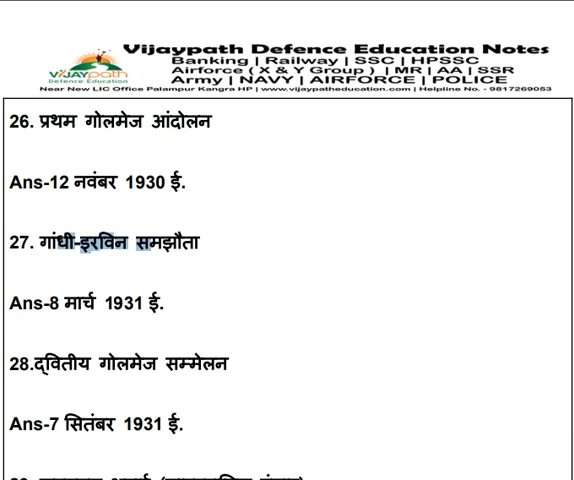 Vijaypath Defence Education Notes
Banking | Railway | SSC | HPSSC
Airforce ( X & Y Group ) | MR | AA | SSR
Army | NAVY | AIRFORCE | POLICE
VIJAYpath
Defence Education
Near New LIC Office Palampur Kangra HP | www.vijaypatheducation.com | Helpline No. - 9817269053
26. प्रथम गोलमेज आंदोलन
Ans-12 नवंबर 1930 ई.
27. गांधी-इरविन समझौता
Ans-8 मार्च 1931 ई.
28.द्वितीय गोलमेज सम्मेलन
Ans-7 सितंबर 1931 ई.